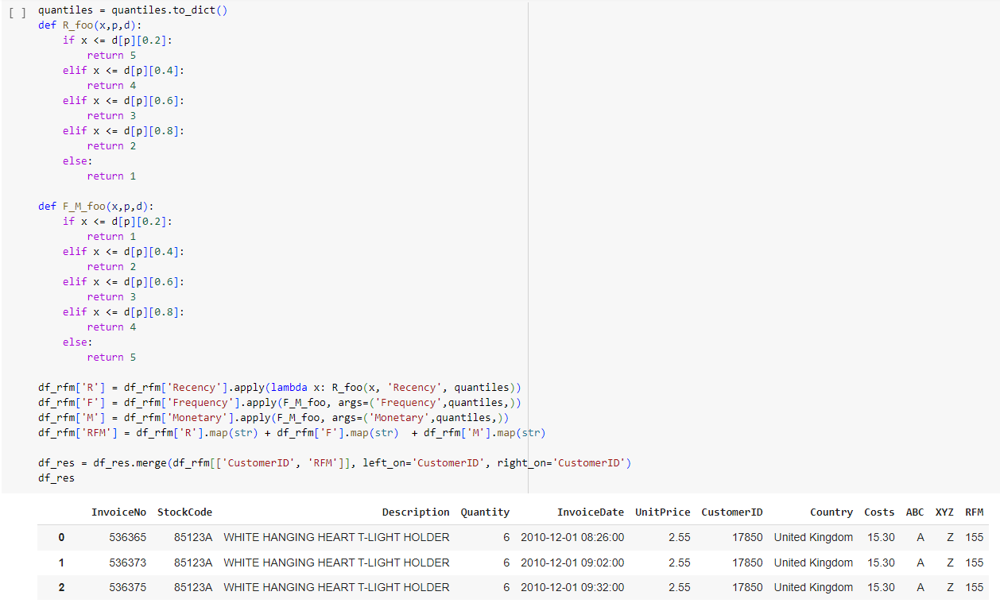 [ ] quantiles = quantiles.to_dict()
def R_foo(x,p,d):
    if x <= d[p][0.2]:
        return 5
    elif x <= d[p][0.4]:
        return 4
    elif x <= d[p][0.6]:
        return 3
    elif x <= d[p][0.8]:
        return 2
    else:
        return 1

def F_M_foo(x,p,d):
    if x <= d[p][0.2]:
        return 1
    elif x <= d[p][0.4]:
        return 2
    elif x <= d[p][0.6]:
        return 3
    elif x <= d[p][0.8]:
        return 4
    else:
        return 5

df_rfm['R'] = df_rfm['Recency'].apply(lambda x: R_foo(x, 'Recency', quantiles))
df_rfm['F'] = df_rfm['Frequency'].apply(F_M_foo, args=('Frequency',quantiles,))
df_rfm['M'] = df_rfm['Monetary'].apply(F_M_foo, args=('Monetary',quantiles,))
df_rfm['RFM'] = df_rfm['R'].map(str) + df_rfm['F'].map(str)  + df_rfm['M'].map(str)

df_res = df_res.merge(df_rfm[['CustomerID', 'RFM']], left_on='CustomerID', right_on='CustomerID')
df_res
InvoiceNo StockCode Description Quantity InvoiceDate UnitPrice CustomerID Country Costs ABC XYZ RFM
0 536365 85123A WHITE HANGING HEART T-LIGHT HOLDER 6 2010-12-01 08:26:00 2.55 17850 United Kingdom 15.30 A Z 155
1 536373 85123A WHITE HANGING HEART T-LIGHT HOLDER 6 2010-12-01 09:02:00 2.55 17850 United Kingdom 15.30 A Z 155
2 536375 85123A WHITE HANGING HEART T-LIGHT HOLDER 6 2010-12-01 09:32:00 2.55 17850 United Kingdom 15.30 A Z 155